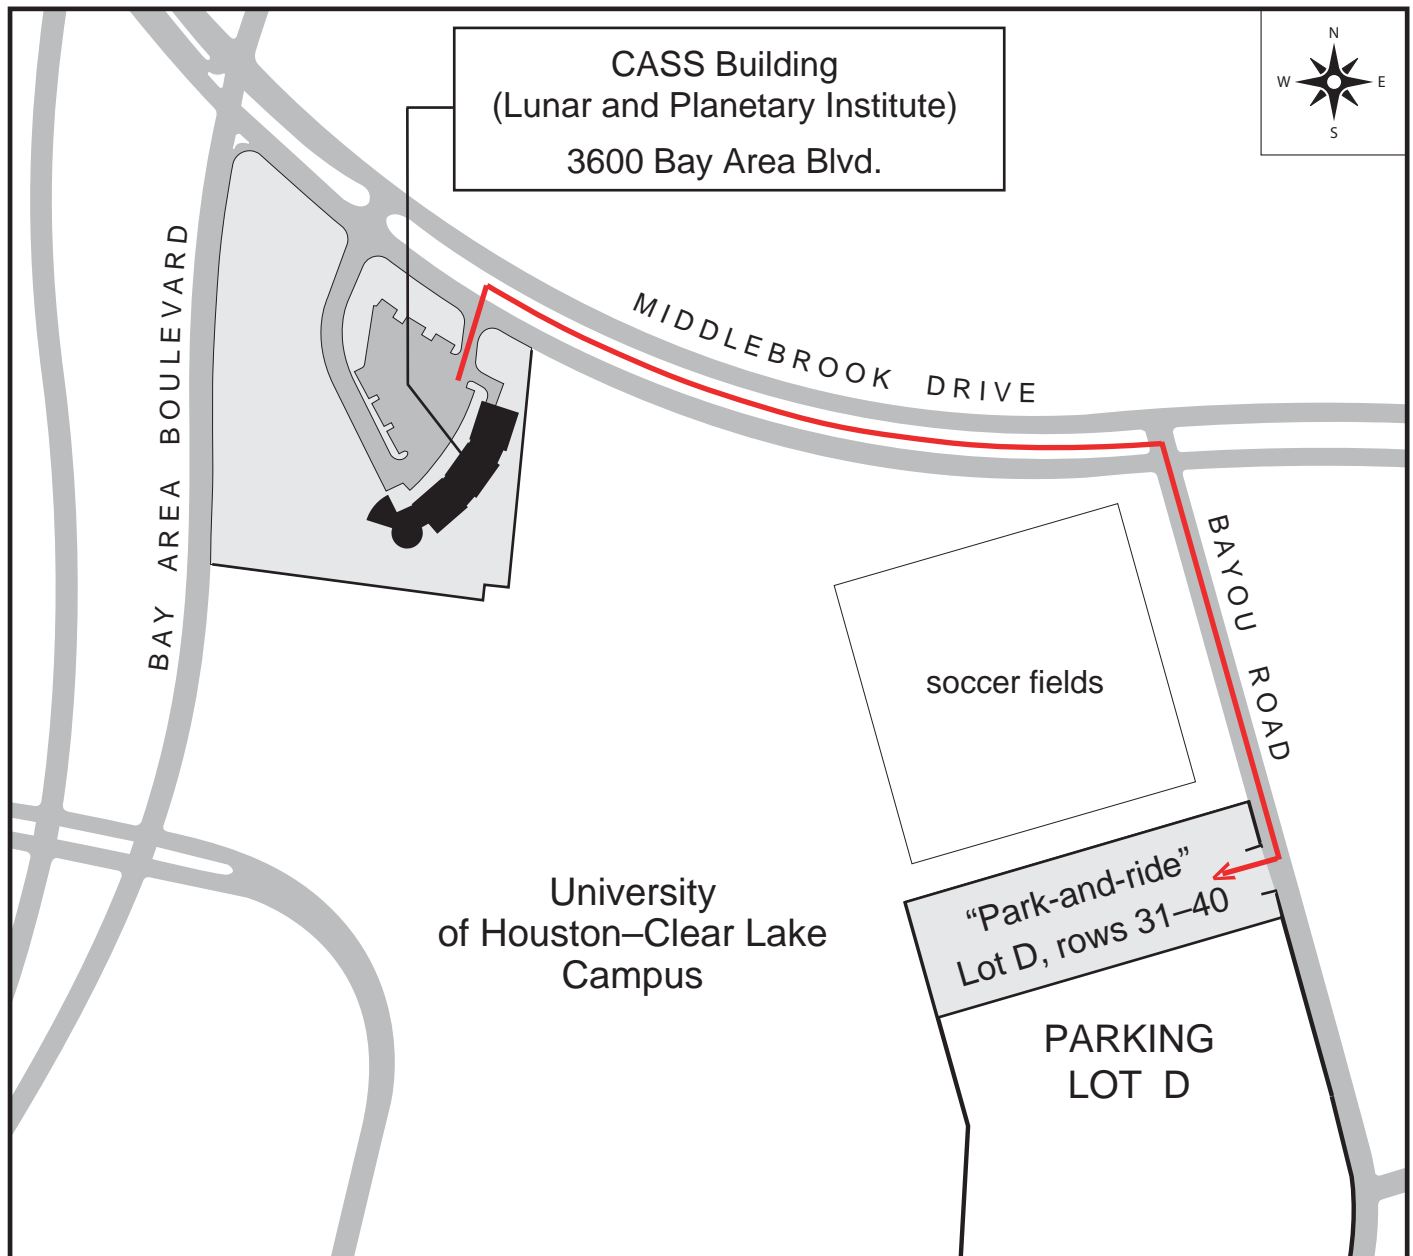 CASS Building
(Lunar and Planetary Institute)
3600 Bay Area Blvd.
N
W
E
S
BAY AREA BOULEVARD
MIDDLEBROOK DRIVE
BAYOU ROAD
soccer fields
“Park-and-ride”
Lot D, rows 31–40
University
of Houston–Clear Lake
Campus
PARKING
LOT D